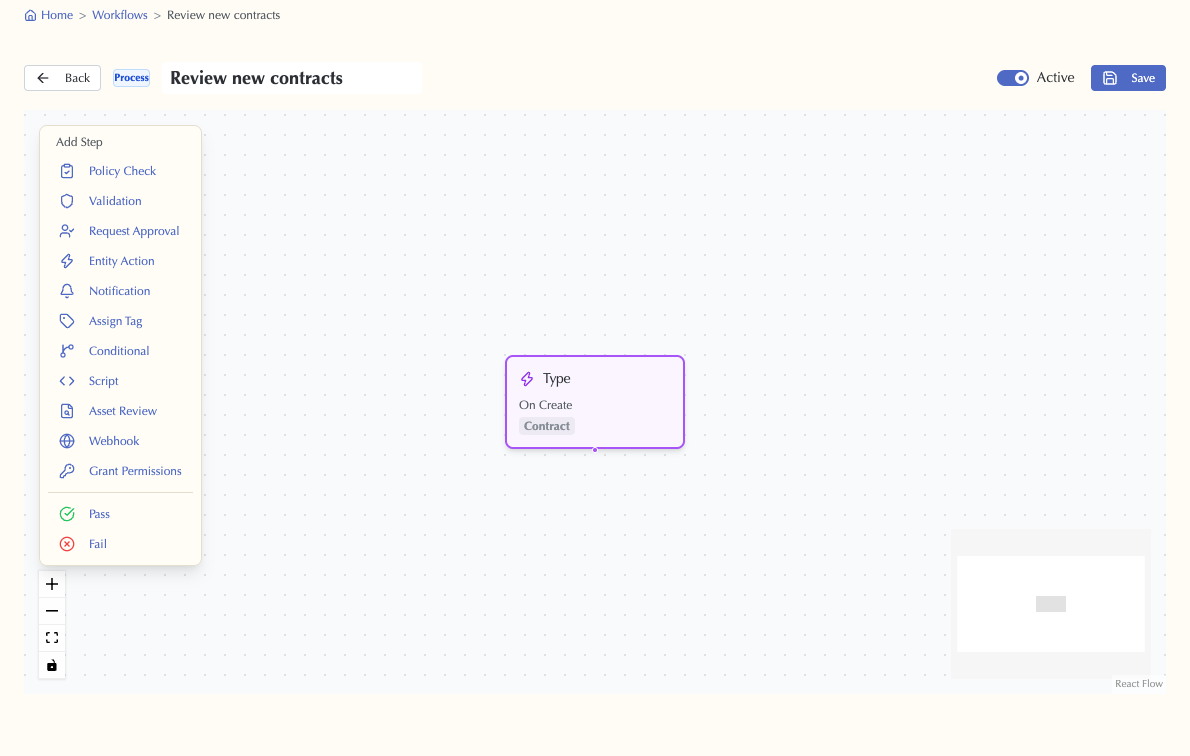 Home > Workflows > Review new contracts
Back Process Review new contracts Active Save
Add Step
Policy Check
Validation
Request Approval
Entity Action
Notification
Assign Tag
Conditional
Script
Asset Review
Webhook
Grant Permissions
Pass
Fail
Type
On Create
Contract
React Flow